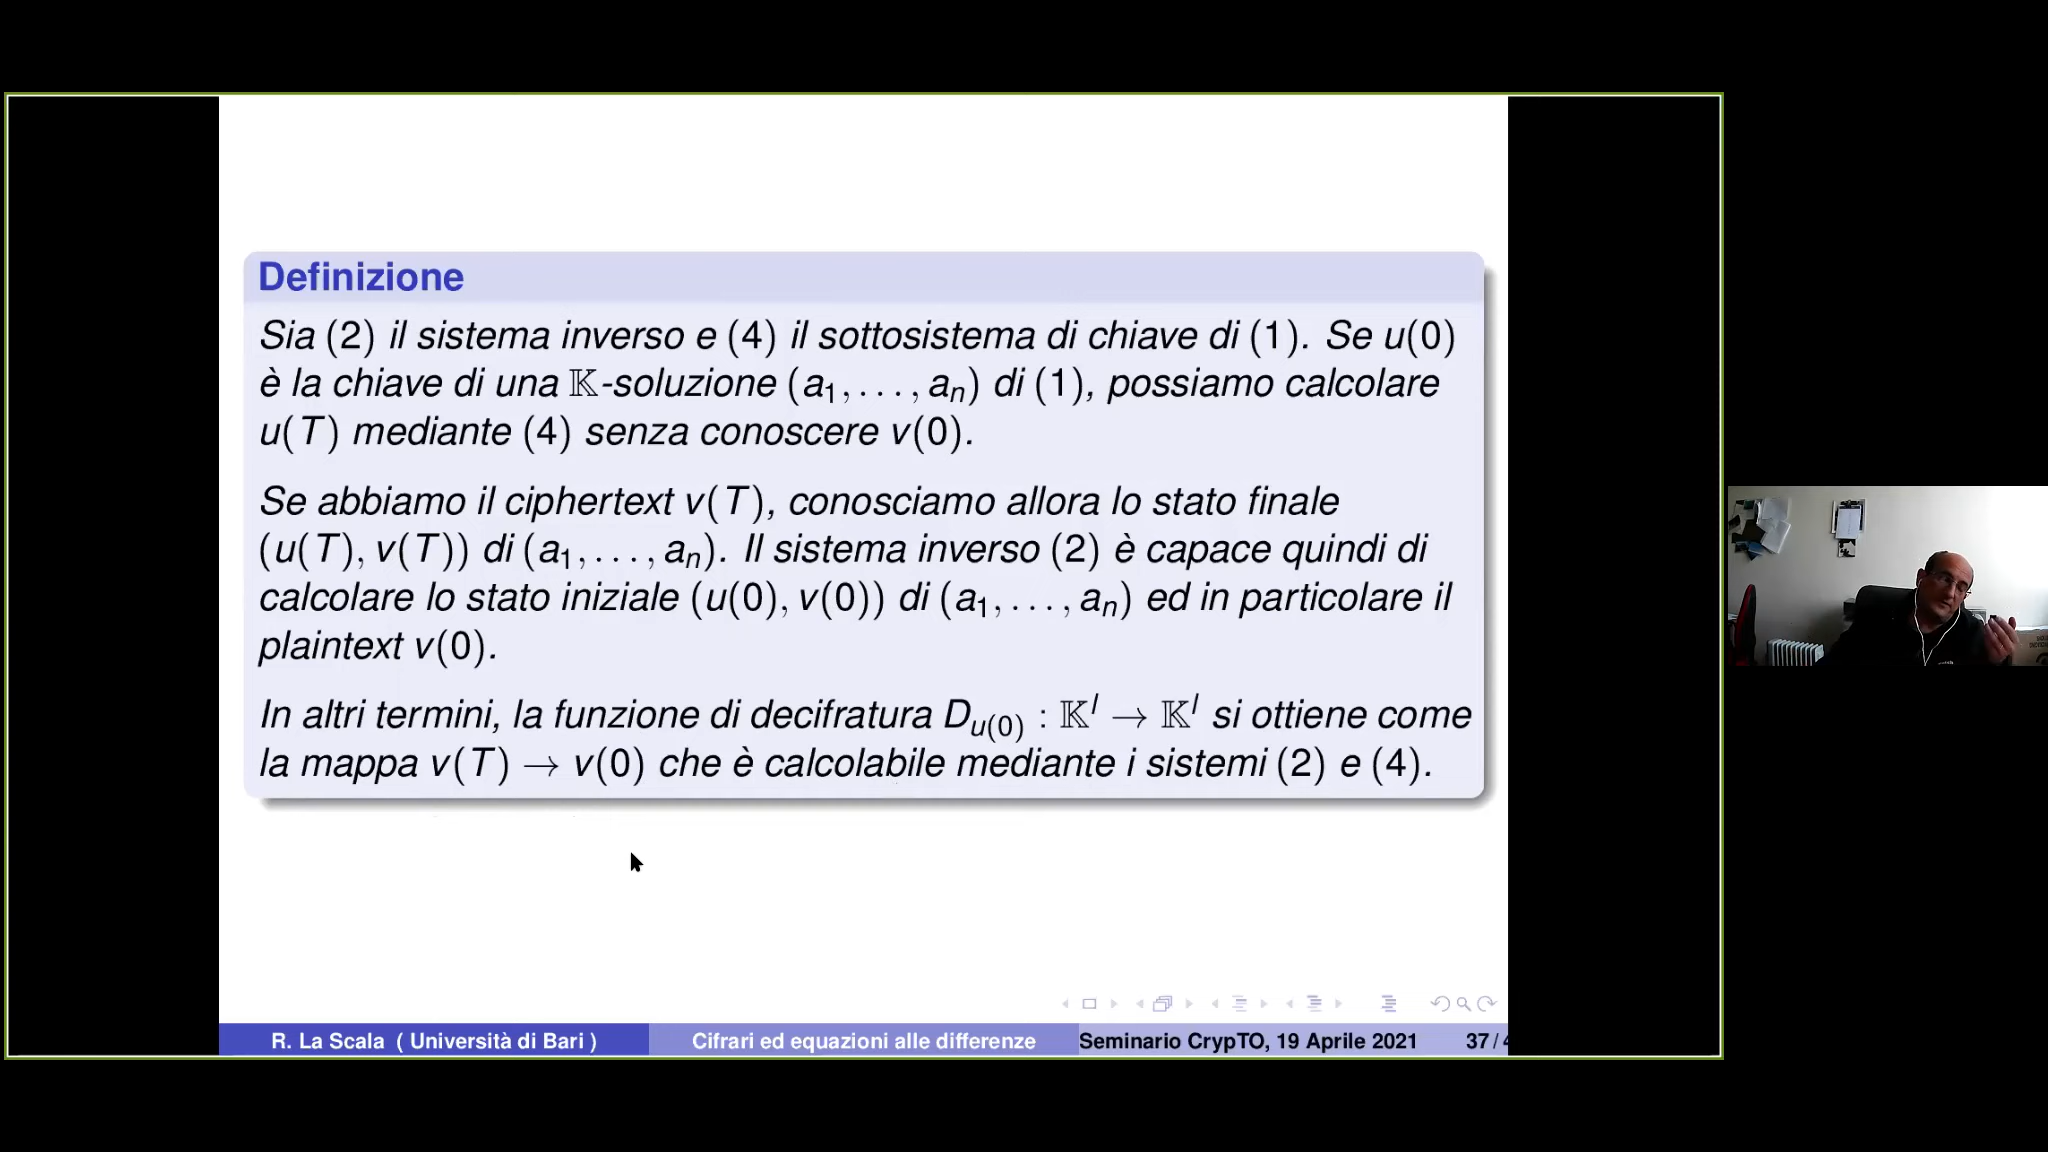 Definizione
Sia (2) il sistema inverso e (4) il sottosistema di chiave di (1). Se u(0)
è la chiave di una 𝕂-soluzione (a₁, . . . , aₙ) di (1), possiamo calcolare
u(T) mediante (4) senza conoscere v(0).
Se abbiamo il ciphertext v(T), conosciamo allora lo stato finale
(u(T), v(T)) di (a₁, . . . , aₙ). Il sistema inverso (2) è capace quindi di
calcolare lo stato iniziale (u(0), v(0)) di (a₁, . . . , aₙ) ed in particolare il
plaintext v(0).
In altri termini, la funzione di decifratura D_{u(0)} : 𝕂ˡ → 𝕂ˡ si ottiene come
la mappa v(T) → v(0) che è calcolabile mediante i sistemi (2) e (4).
R. La Scala ( Università di Bari )
Cifrari ed equazioni alle differenze
Seminario CrypTO, 19 Aprile 2021
37 /